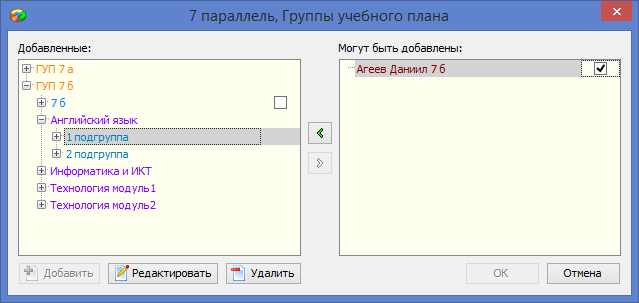 7 параллель, Группы учебного плана
Добавленные:
ГУП 7 а
ГУП 7 б
7 б
Английский язык
1 подгруппа
2 подгруппа
Информатика и ИКТ
Технология модуль1
Технология модуль2
Добавить
Редактировать
Удалить
Могут быть добавлены:
Агеев Даниил 7 б
OK
Отмена